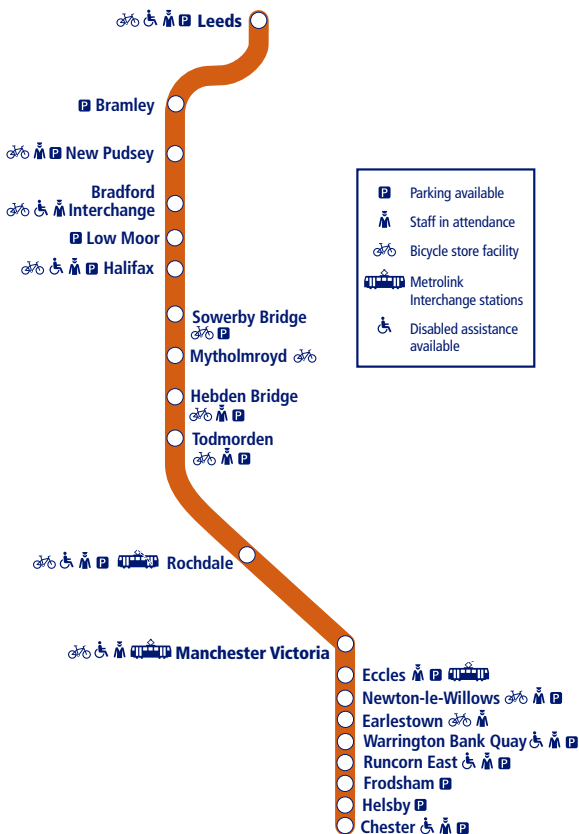 Leeds
P Bramley
P New Pudsey
Bradford
Interchange
P Low Moor
P Halifax
Sowerby Bridge
P
Mytholmroyd
Hebden Bridge
P
Todmorden
P
P Rochdale
Manchester Victoria
Eccles P
Newton-le-Willows P
Earlestown
Warrington Bank Quay P
Runcorn East P
Frodsham P
Helsby P
Chester P
P Parking available
Staff in attendance
Bicycle store facility
Metrolink
Interchange stations
Disabled assistance
available